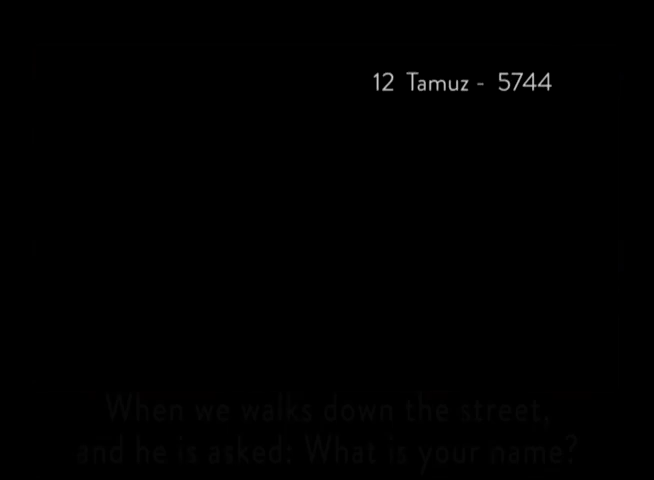 12 Tamuz - 5744
When we walks down the street,
and he is asked: What is your name?